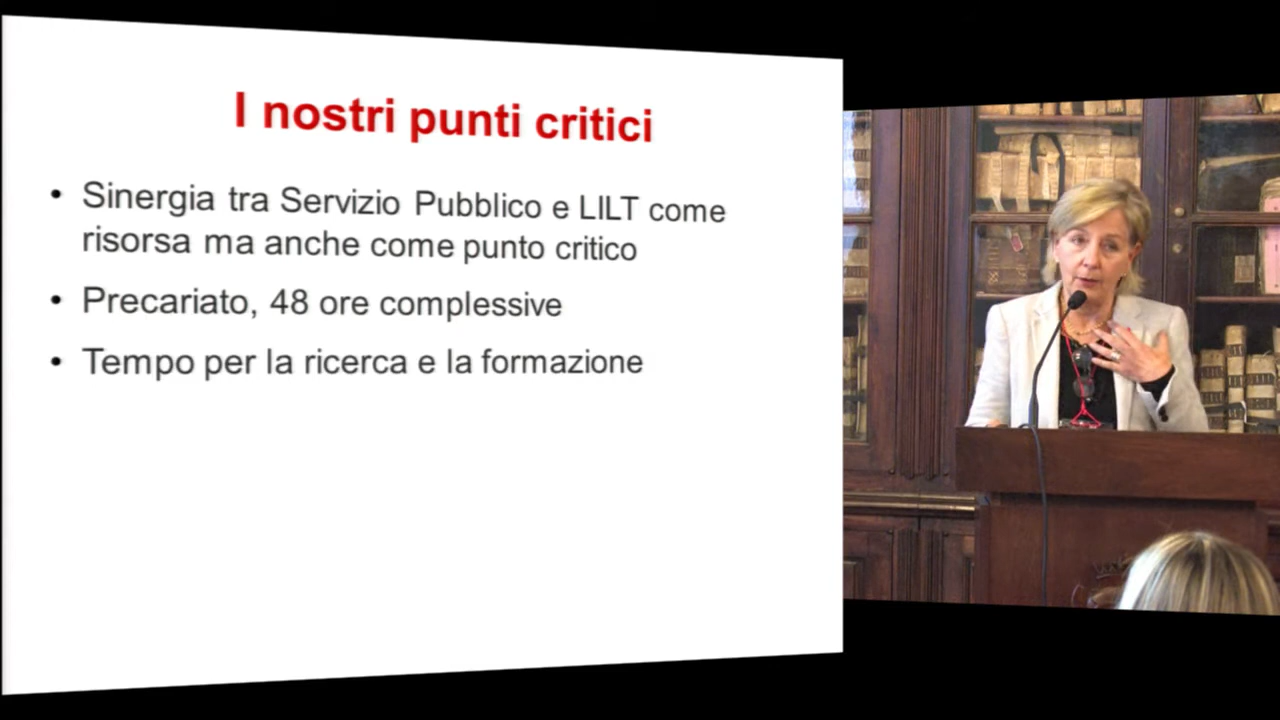 I nostri punti critici
• Sinergia tra Servizio Pubblico e LILT come
risorsa ma anche come punto critico
• Precariato, 48 ore complessive
• Tempo per la ricerca e la formazione